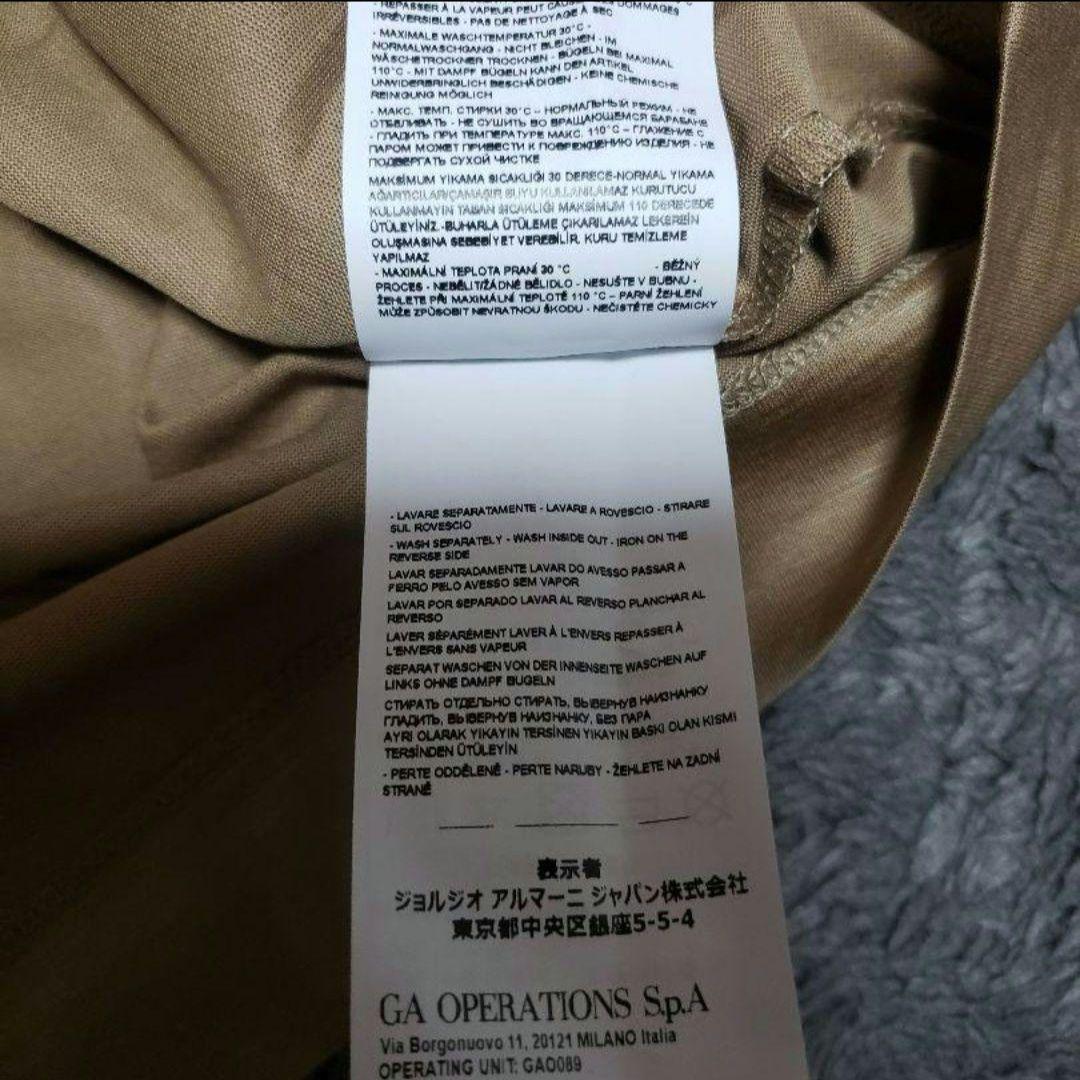 - REPASSER À LA VAPEUR PEUT DOMMAGES
IRRÉVERSIBLES - PAS DE NETTOYAGE À SEC
- MAXIMALE WASCHTEMPERATUR 30°C -
NORMALWASCHGANG - NICHT BLEICHEN - IM
WÄSCHETROCKNER TROCKNEN - BÜGELN BEI MAXIMAL
110°C - MIT DAMPF BÜGELN KANN DEN ARTIKEL
UNWIDERBRINGLICH BESCHÄDIGEN - KEINE CHEMISCHE
REINIGUNG MÖGLICH
- МАКС. ТЕМП. СТИРКИ 30°C – НОРМАЛЬНЫЙ РЕЖИМ - НЕ
ОТБЕЛИВАТЬ - НЕ СУШИТЬ ВО ВРАЩАЮЩЕМСЯ БАРАБАНЕ
- ГЛАДИТЬ ПРИ ТЕМПЕРАТУРЕ МАКС. 110°C – ГЛАЖЕНИЕ С
ПАРОМ МОЖЕТ ПРИВЕСТИ К ПОВРЕЖДЕНИЮ ИЗДЕЛИЯ - НЕ
ПОДВЕРГАТЬ СУХОЙ ЧИСТКЕ
MAKSİMUM YIKAMA SICAKLIĞI 30 DERECE-NORMAL YIKAMA
AĞARTICILAR/ÇAMAŞIR SUYU KULLANILAMAZ KURUTUCU
KULLANMAYIN TABAN SICAKLIĞI MAKSİMUM 110 DERECEDE
ÜTÜLEYİNİZ.-BUHARLA ÜTÜLEME ÇIKARILAMAZ LEKEREİN
OLUŞMASINA SEBEBİYET VEREBİLİR. KURU TEMİZLEME
YAPILMAZ
- MAXIMÁLNÍ TEPLOTA PRANÍ 30 °C - BĚŽNÝ
PROCES - NEBĚLIT/ŽÁDNÉ BĚLIDLO - NESUŠTE V BUBNU -
ŽEHLETE PŘI MAXIMÁLNÍ TEPLOTĚ 110 °C – PARNÍ ŽEHLENÍ
MŮŽE ZPŮSOBIT NEVRATNOU ŠKODU - NEČISTĚTE CHEMICKY
- LAVARE SEPARATAMENTE - LAVARE A ROVESCIO - STIRARE
SUL ROVESCIO
- WASH SEPARATELY - WASH INSIDE OUT - IRON ON THE
REVERSE SIDE
LAVAR SEPARADAMENTE LAVAR DO AVESSO PASSAR A
FERRO PELO AVESSO SEM VAPOR
LAVAR POR SEPARADO LAVAR AL REVERSO PLANCHAR AL
REVERSO
LAVER SÉPARÉMENT LAVER À L'ENVERS REPASSER À
L'ENVERS SANS VAPEUR
SEPARAT WASCHEN VON DER INNENSEITE WASCHEN AUF
LINKS OHNE DAMPF BUGELN
СТИРАТЬ ОТДЕЛЬНО СТИРАТЬ, ВЫВЕРНУВ НАИЗНАНКУ
ГЛАДИТЬ, ВЫВЕРНУВ НАИЗНАНКУ, БЕЗ ПАРА
AYRI OLARAK YIKAYIN TERSİNEN YIKAYIN BASKI OLAN KISMI
TERSİNDEN ÜTÜLEYİN
- PERTE ODDĚLENĚ - PERTE NARUBY - ŽEHLETE NA ZADNÍ
STRANĚ
表示者
ジョルジオ アルマーニ ジャパン株式会社
東京都中央区銀座5-5-4
GA OPERATIONS S.p.A
Via Borgonuovo 11, 20121 MILANO Italia
OPERATING UNIT: GAO089